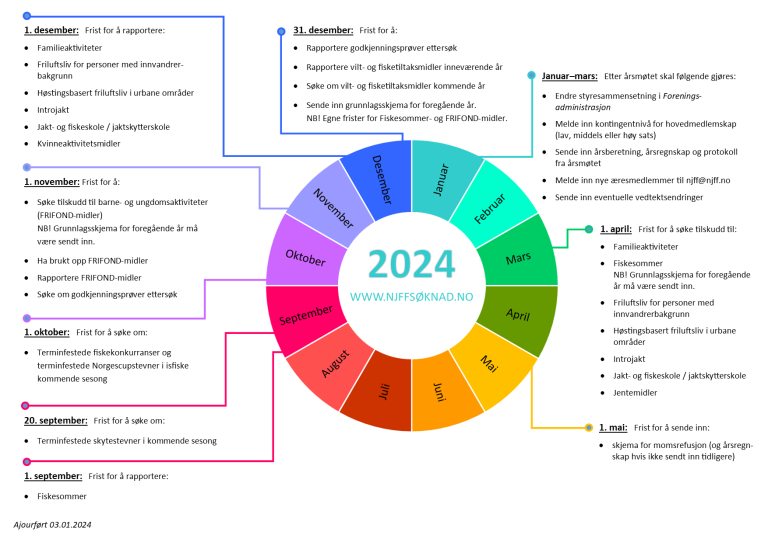 1. desember: Frist for å rapportere:
• Familieaktiviteter
• Friluftsliv for personer med innvandrer-
bakgrunn
• Høstingsbasert friluftsliv i urbane områder
• Introjakt
• Jakt- og fiskeskole / jaktskytterskole
• Kvinneaktivitetsmidler
31. desember: Frist for å:
• Rapportere godkjenningsprøver ettersøk
• Rapportere vilt- og fisketiltaksmidler inneværende år
• Søke om vilt- og fisketiltaksmidler kommende år
• Sende inn grunnlagsskjema for foregående år.
NB! Egne frister for Fiskesommer- og FRIFOND-midler.
Januar–mars: Etter årsmøtet skal følgende gjøres:
• Endre styresammensetning i Forenings-
administrasjon
• Melde inn kontingentnivå for hovedmedlemskap
(lav, middels eller høy sats)
• Sende inn årsberetning, årsregnskap og protokoll
fra årsmøtet
• Melde inn nye æresmedlemmer til njff@njff.no
• Sende inn eventuelle vedtektsendringer
1. november: Frist for å:
• Søke tilskudd til barne- og ungdomsaktiviteter
(FRIFOND-midler)
NB! Grunnlagsskjema for foregående år må
være sendt inn.
• Ha brukt opp FRIFOND-midler
• Rapportere FRIFOND-midler
• Søke om godkjenningsprøver ettersøk
1. april: Frist for å søke tilskudd til:
• Familieaktiviteter
• Fiskesommer
NB! Grunnlagsskjema for foregående
år må være sendt inn.
• Friluftsliv for personer med
innvandrerbakgrunn
• Høstingsbasert friluftsliv i urbane
områder
• Introjakt
• Jakt- og fiskeskole / jaktskytterskole
• Jentemidler
Januar
Februar
Mars
April
Mai
Juni
Juli
August
September
Oktober
November
Desember
2024
WWW.NJFFSØKNAD.NO
1. oktober: Frist for å søke om:
• Terminfestede fiskekonkurranser og
terminfestede Norgescupstevner i isfiske
kommende sesong
20. september: Frist for å søke om:
• Terminfestede skytestevner i kommende sesong
1. september: Frist for å rapportere:
• Fiskesommer
1. mai: Frist for å sende inn:
• skjema for momsrefusjon (og årsregn-
skap hvis ikke sendt inn tidligere)
Ajourført 03.01.2024